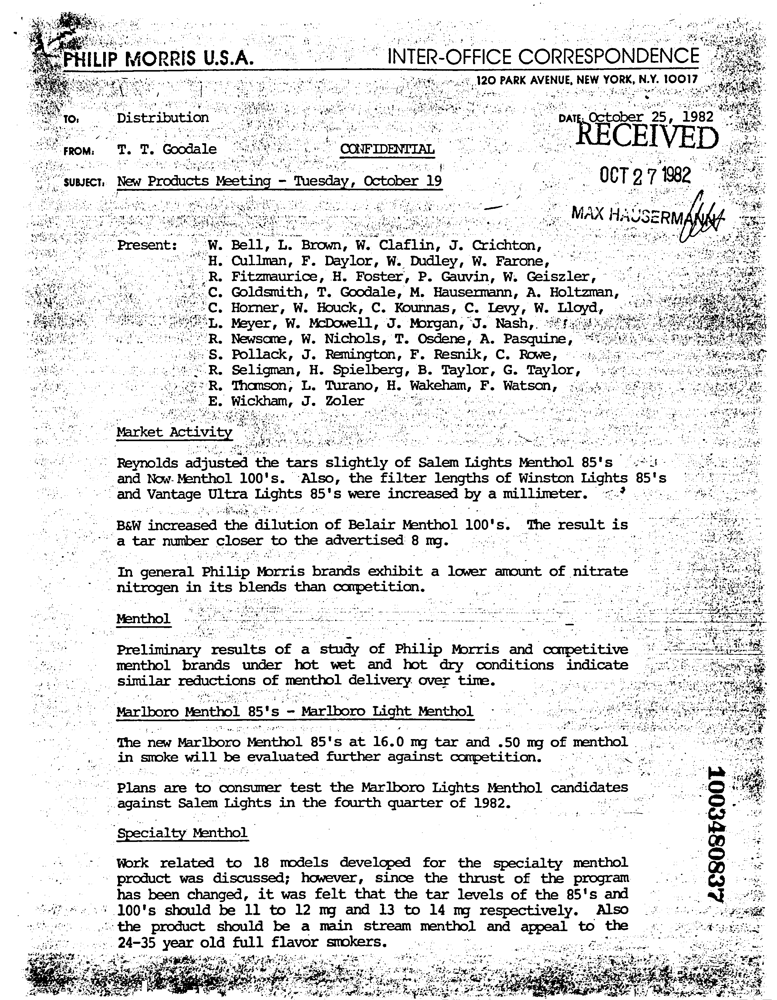 PHILIP MORRIS U.S.A. INTER-OFFICE CORRESPONDENCE
120 PARK AVENUE, NEW YORK, N.Y. 10017
TO: Distribution DATE: October 25, 1982
RECEIVED
FROM: T. T. Goodale CONFIDENTIAL
OCT 27 1982
SUBJECT: New Products Meeting - Tuesday, October 19
MAX HAUSERMANN
Present: W. Bell, L. Brown, W. Claflin, J. Crichton,
H. Cullman, F. Daylor, W. Dudley, W. Farone,
R. Fitzmaurice, H. Foster, P. Gauvin, W. Geiszler,
C. Goldsmith, T. Goodale, M. Hausermann, A. Holtzman,
C. Horner, W. Houck, C. Kounnas, C. Levy, W. Lloyd,
L. Meyer, W. McDowell, J. Morgan, J. Nash,
R. Newsome, W. Nichols, T. Osdene, A. Pasquine,
S. Pollack, J. Remington, F. Resnik, C. Rowe,
R. Seligman, H. Spielberg, B. Taylor, G. Taylor,
R. Thomson, L. Turano, H. Wakeham, F. Watson,
E. Wickham, J. Zoler
Market Activity
Reynolds adjusted the tars slightly of Salem Lights Menthol 85's
and Now Menthol 100's. Also, the filter lengths of Winston Lights 85's
and Vantage Ultra Lights 85's were increased by a millimeter.
B&W increased the dilution of Belair Menthol 100's. The result is
a tar number closer to the advertised 8 mg.
In general Philip Morris brands exhibit a lower amount of nitrate
nitrogen in its blends than competition.
Menthol
Preliminary results of a study of Philip Morris and competitive
menthol brands under hot wet and hot dry conditions indicate
similar reductions of menthol delivery over time.
Marlboro Menthol 85's - Marlboro Light Menthol
The new Marlboro Menthol 85's at 16.0 mg tar and .50 mg of menthol
in smoke will be evaluated further against competition.
Plans are to consumer test the Marlboro Lights Menthol candidates
against Salem Lights in the fourth quarter of 1982.
Specialty Menthol
Work related to 18 models developed for the specialty menthol
product was discussed; however, since the thrust of the program
has been changed, it was felt that the tar levels of the 85's and
100's should be 11 to 12 mg and 13 to 14 mg respectively. Also
the product should be a main stream menthol and appeal to the
24-35 year old full flavor smokers.
1003480837